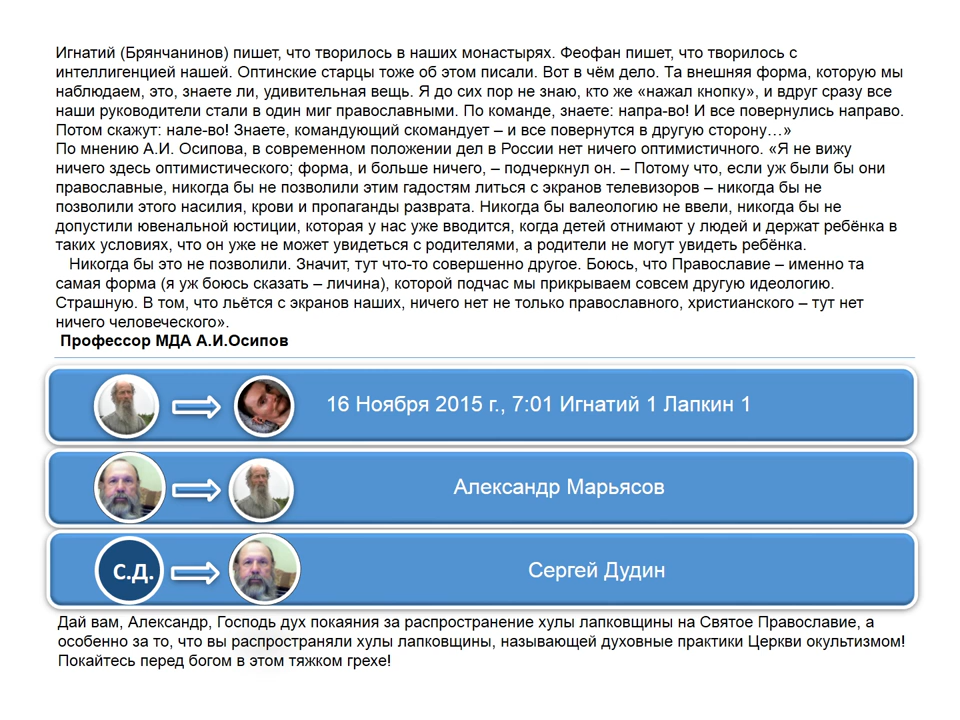 Игнатий (Брянчанинов) пишет, что творилось в наших монастырях. Феофан пишет, что творилось с
интеллигенцией нашей. Оптинские старцы тоже об этом писали. Вот в чём дело. Та внешняя форма, которую мы
наблюдаем, это, знаете ли, удивительная вещь. Я до сих пор не знаю, кто же «нажал кнопку», и вдруг сразу все
наши руководители стали в один миг православными. По команде, знаете: напра-во! И все повернулись направо.
Потом скажут: нале-во! Знаете, командующий скомандует – и все повернутся в другую сторону…»
По мнению А.И. Осипова, в современном положении дел в России нет ничего оптимистичного. «Я не вижу
ничего здесь оптимистического; форма, и больше ничего, – подчеркнул он. – Потому что, если уж были бы они
православные, никогда бы не позволили этим гадостям литься с экранов телевизоров – никогда бы не
позволили этого насилия, крови и пропаганды разврата. Никогда бы валеологию не ввели, никогда бы не
допустили ювенальной юстиции, которая у нас уже вводится, когда детей отнимают у людей и держат ребёнка в
таких условиях, что он уже не может увидеться с родителями, а родители не могут увидеть ребёнка.
Никогда бы это не позволили. Значит, тут что-то совершенно другое. Боюсь, что Православие – именно та
самая форма (я уж боюсь сказать – личина), которой подчас мы прикрываем совсем другую идеологию.
Страшную. В том, что льётся с экранов наших, ничего нет не только православного, христианского – тут нет
ничего человеческого».
Профессор МДА А.И.Осипов
16 Ноября 2015 г., 7:01 Игнатий 1 Лапкин 1
Александр Марьясов
С.Д.
Сергей Дудин
Дай вам, Александр, Господь дух покаяния за распространение хулы лапковщины на Святое Православие, а
особенно за то, что вы распространяли хулы лапковщины, называющей духовные практики Церкви окультизмом!
Покайтесь перед богом в этом тяжком грехе!